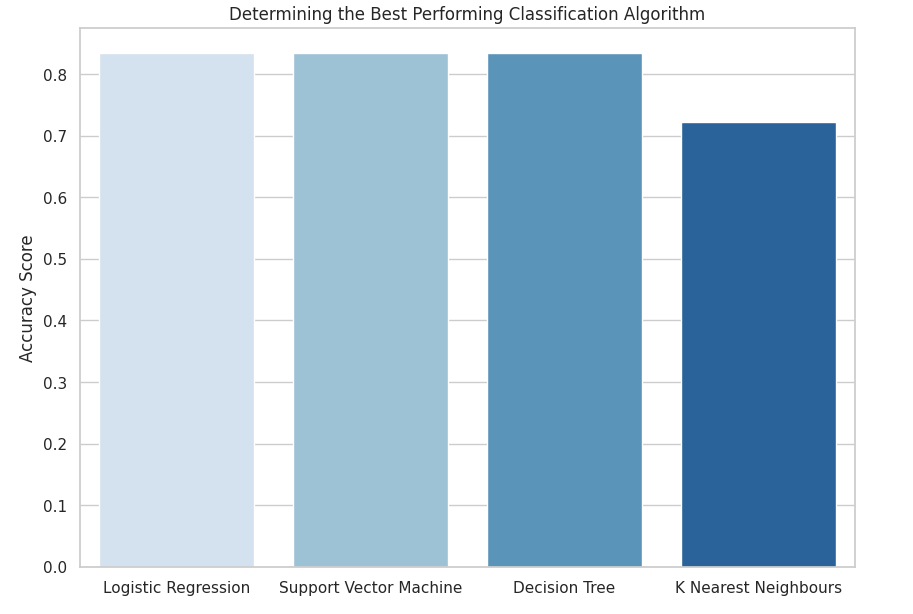 Determining the Best Performing Classification Algorithm
Accuracy Score
0.8
0.7
0.6
0.5
0.4
0.3
0.2
0.1
0.0
Logistic Regression
Support Vector Machine
Decision Tree
K Nearest Neighbours